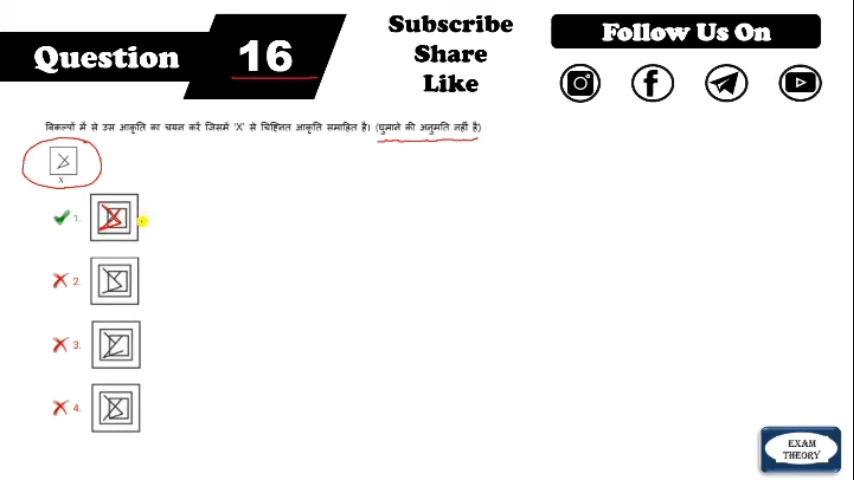 Question 16
Subscribe
Share
Like
Follow Us On
विकल्पों में से उस आकृति का चयन करें जिसमें 'X' से चिह्नित आकृति समाहित है। (घुमाने की अनुमति नहीं है)
X
1.
2.
3.
4.
EXAM
THEORY